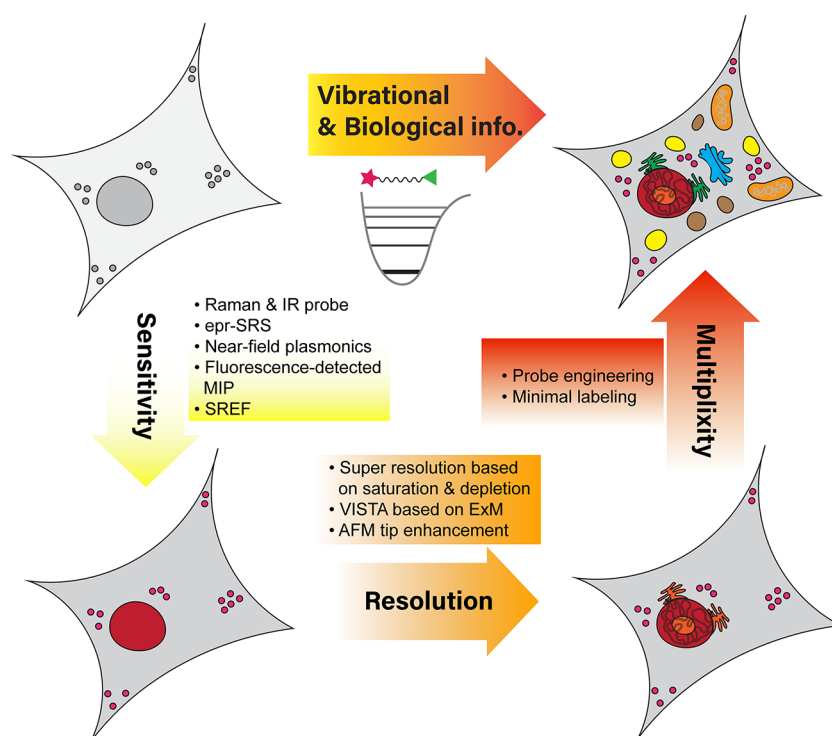 Vibrational
& Biological info.
Sensitivity
• Raman & IR probe
• epr-SRS
• Near-field plasmonics
• Fluorescence-detected
MIP
• SREF
• Probe engineering
• Minimal labeling
Multiplixity
• Super resolution based
on saturation & depletion
• VISTA based on ExM
• AFM tip enhancement
Resolution